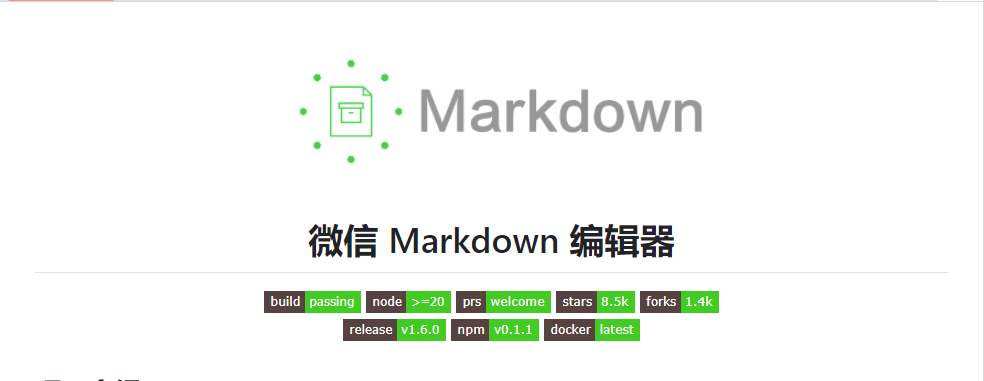 Markdown
微信 Markdown 编辑器
build passing node >=20 prs welcome stars 8.5k forks 1.4k
release v1.6.0 npm v0.1.1 docker latest